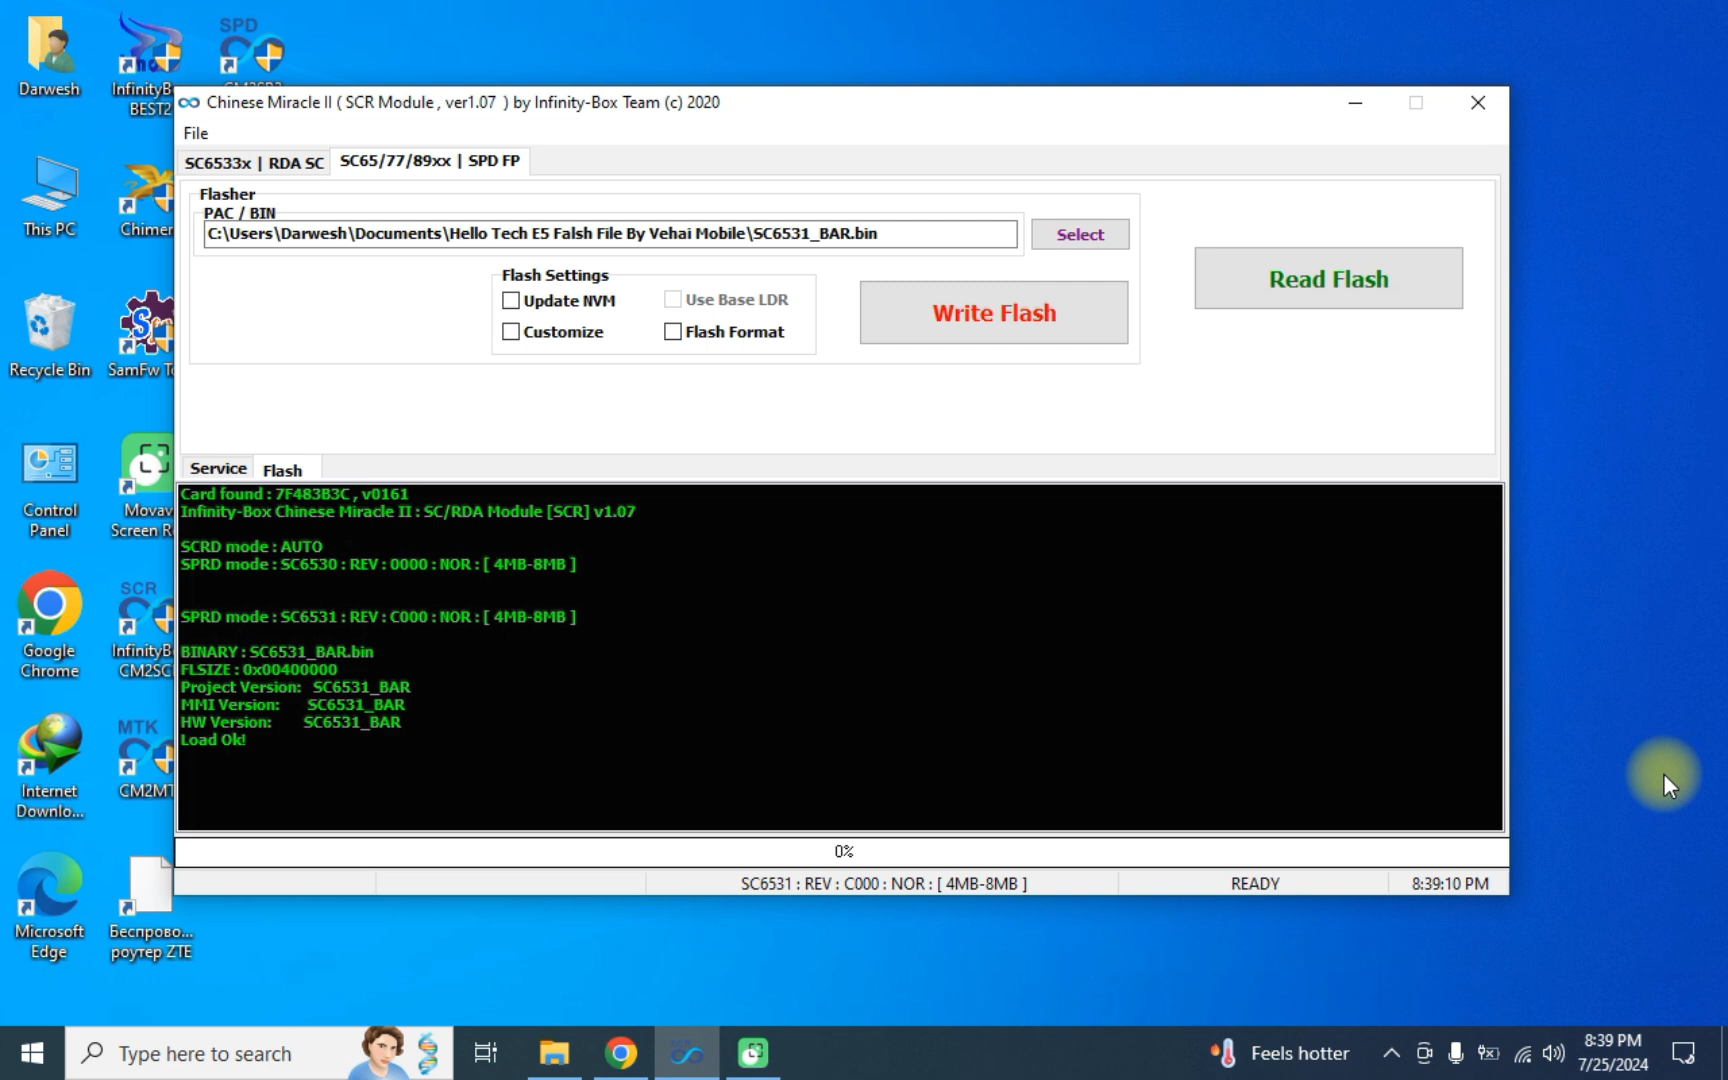 Darwesh
InfinityB
BEST2
SPD
This PC
Chimer
Recycle Bin
SamFw To
Control
Panel
Movav
Screen R
Google
Chrome
SCR
InfinityB
CM2SC
Internet
Downlo...
MTK
CM2MT
Microsoft
Edge
Беспрово...
роутер ZTE
Chinese Miracle II ( SCR Module , ver1.07 ) by Infinity-Box Team (c) 2020
File
SC6533x | RDA SC
SC65/77/89xx | SPD FP
Flasher
PAC / BIN
C:\Users\Darwesh\Documents\Hello Tech E5 Falsh File By Vehai Mobile\SC6531_BAR.bin
Select
Flash Settings
Update NVM
Use Base LDR
Customize
Flash Format
Write Flash
Read Flash
Service
Flash
Card found : 7F483B3C , v0161
Infinity-Box Chinese Miracle II : SC/RDA Module [SCR] v1.07
SCRD mode : AUTO
SPRD mode : SC6530 : REV : 0000 : NOR : [ 4MB-8MB ]
SPRD mode : SC6531 : REV : C000 : NOR : [ 4MB-8MB ]
BINARY : SC6531_BAR.bin
FLSIZE : 0x00400000
Project Version: SC6531_BAR
MMI Version: SC6531_BAR
HW Version: SC6531_BAR
Load Ok!
0%
SC6531 : REV : C000 : NOR : [ 4MB-8MB ]
READY
8:39:10 PM
Type here to search
Feels hotter
8:39 PM
7/25/2024